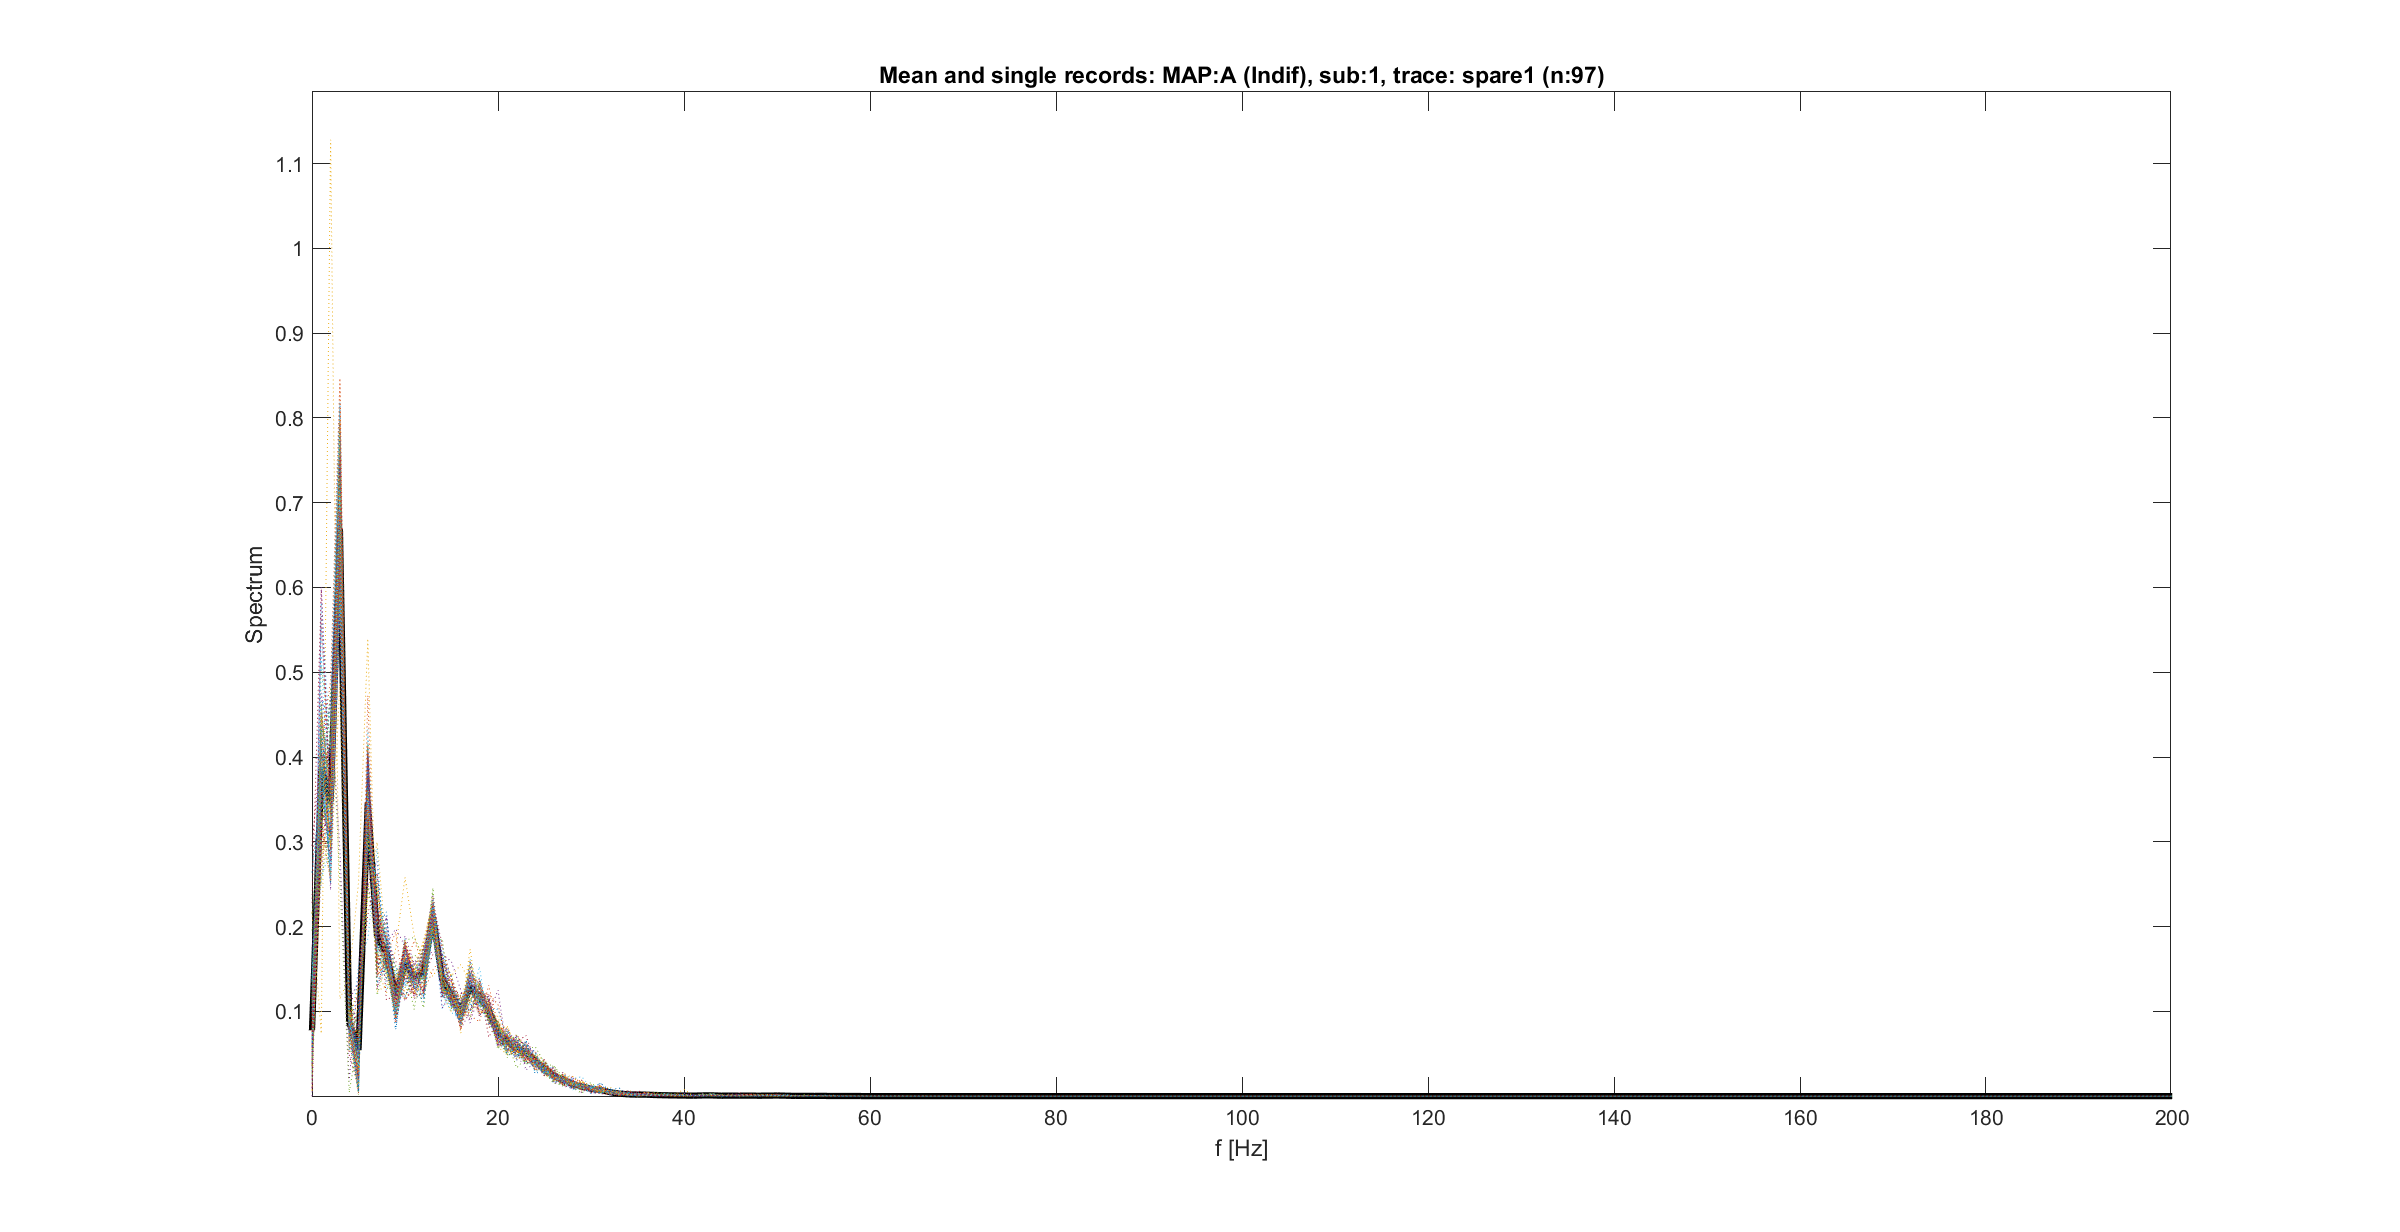 Mean and single records: MAP:A (Indif), sub:1, trace: spare1 (n:97)
1.1
1
0.9
0.8
0.7
0.6
0.5
0.4
0.3
0.2
0.1
Spectrum
0 20 40 60 80 100 120 140 160 180 200
f [Hz]